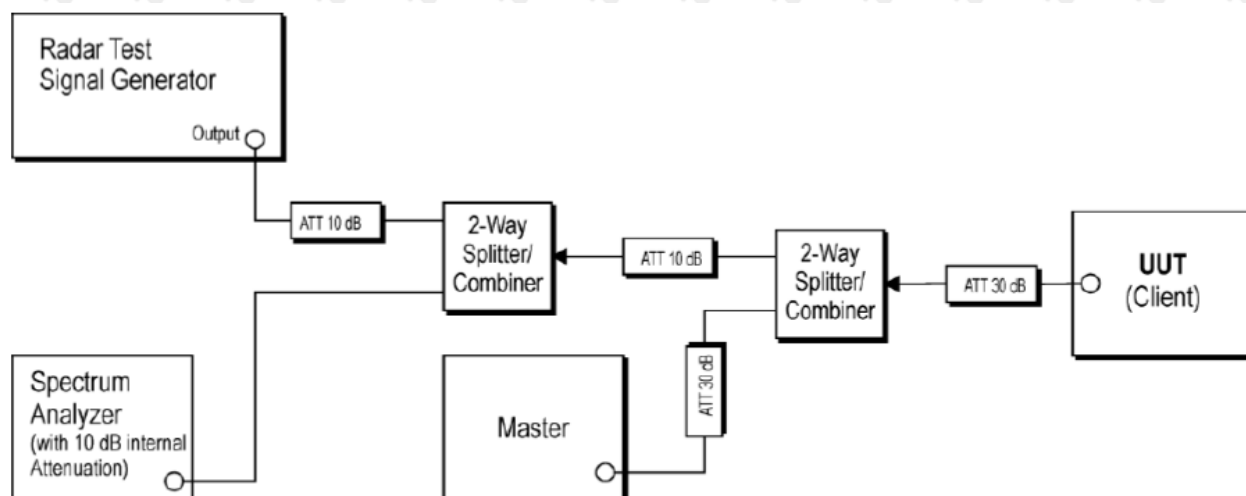 Radar Test
Signal Generator
Output
ATT 10 dB
2-Way
Splitter/
Combiner
ATT 10 dB
2-Way
Splitter/
Combiner
ATT 30 dB
UUT
(Client)
Spectrum
Analyzer
(with 10 dB internal
Attenuation)
Master
ATT 30 dB